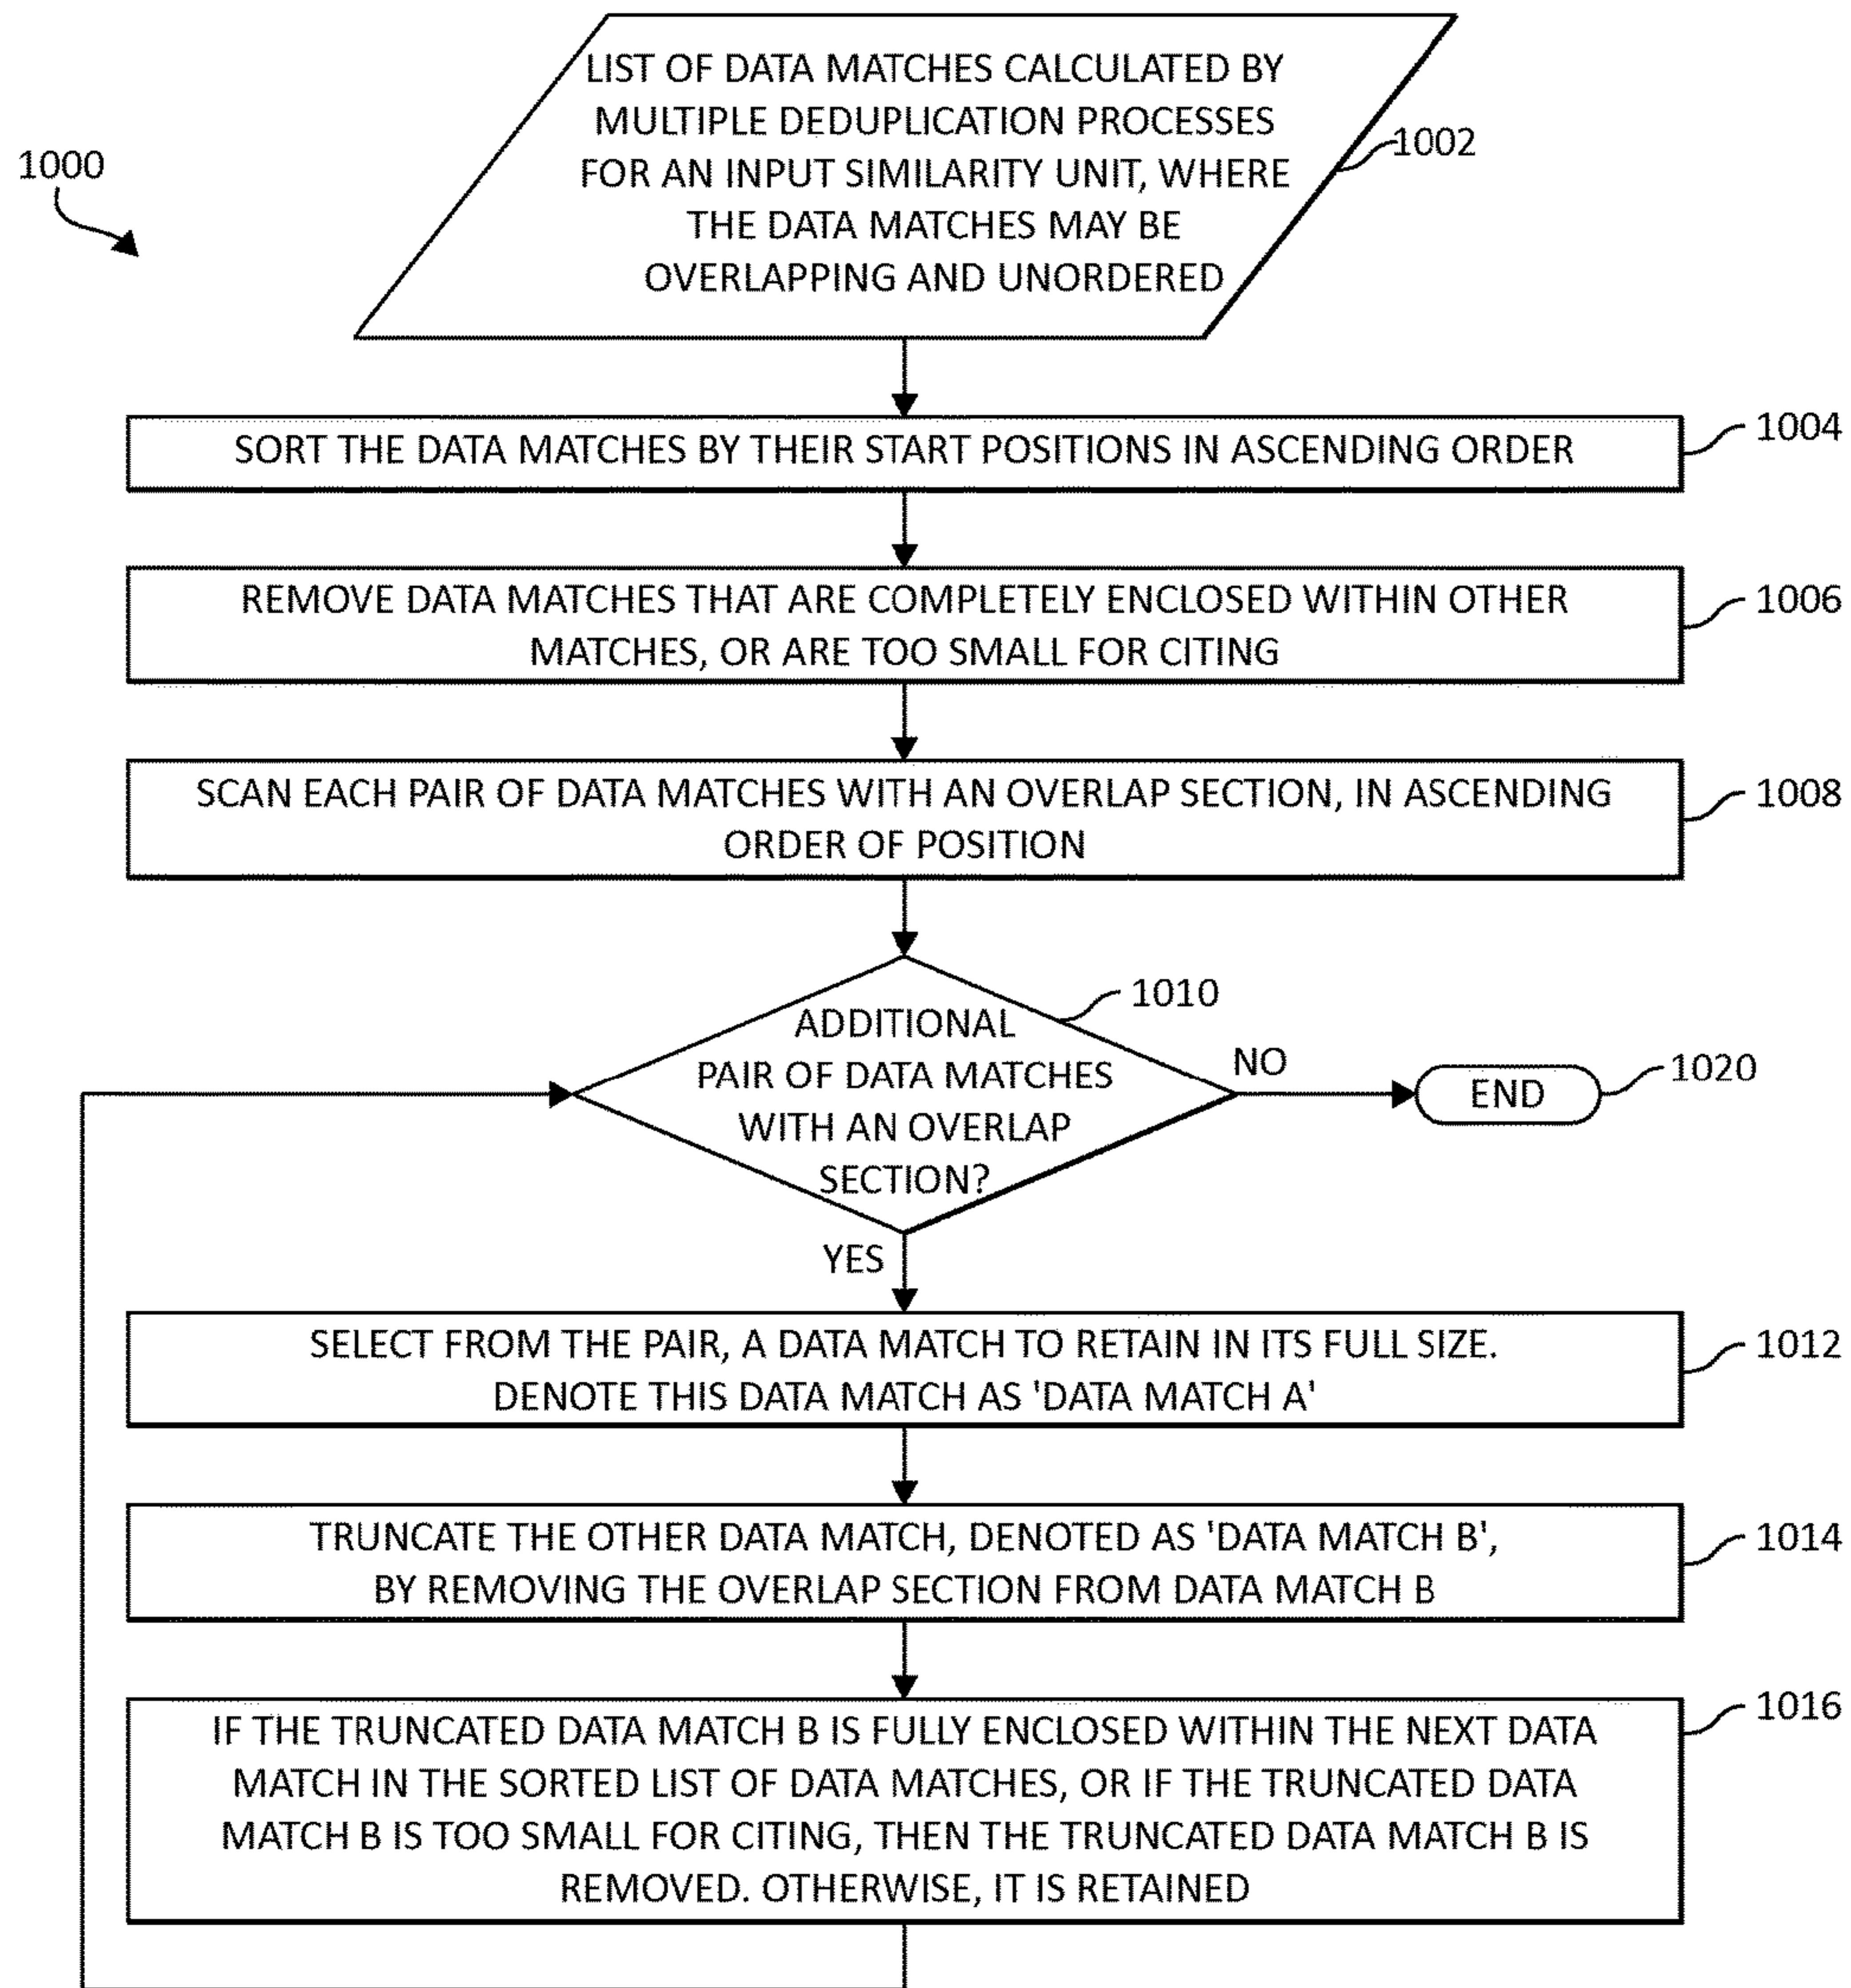 LIST OF DATA MATCHES CALCULATED BY
MULTIPLE DEDUPLICATION PROCESSES
FOR AN INPUT SIMILARITY UNIT, WHERE
THE DATA MATCHES MAY BE
OVERLAPPING AND UNORDERED
1002
1000
SORT THE DATA MATCHES BY THEIR START POSITIONS IN ASCENDING ORDER
1004
REMOVE DATA MATCHES THAT ARE COMPLETELY ENCLOSED WITHIN OTHER
MATCHES, OR ARE TOO SMALL FOR CITING
1006
SCAN EACH PAIR OF DATA MATCHES WITH AN OVERLAP SECTION, IN ASCENDING
ORDER OF POSITION
1008
ADDITIONAL
PAIR OF DATA MATCHES
WITH AN OVERLAP
SECTION?
1010
NO
END
1020
YES
SELECT FROM THE PAIR, A DATA MATCH TO RETAIN IN ITS FULL SIZE.
DENOTE THIS DATA MATCH AS 'DATA MATCH A'
1012
TRUNCATE THE OTHER DATA MATCH, DENOTED AS 'DATA MATCH B',
BY REMOVING THE OVERLAP SECTION FROM DATA MATCH B
1014
IF THE TRUNCATED DATA MATCH B IS FULLY ENCLOSED WITHIN THE NEXT DATA
MATCH IN THE SORTED LIST OF DATA MATCHES, OR IF THE TRUNCATED DATA
MATCH B IS TOO SMALL FOR CITING, THEN THE TRUNCATED DATA MATCH B IS
REMOVED. OTHERWISE, IT IS RETAINED
1016